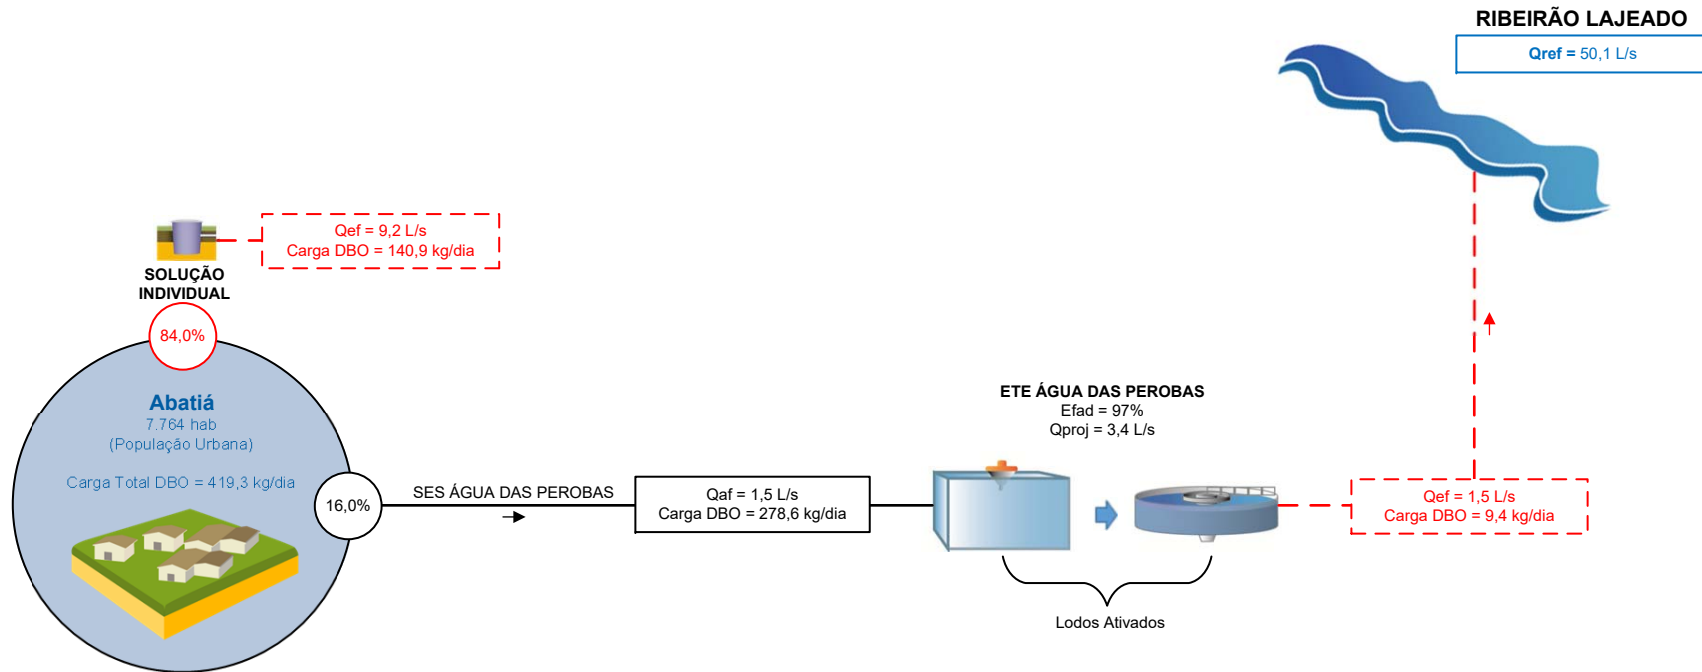 RIBEIRÃO LAJEADO
Qref = 50,1 L/s
Qef = 9,2 L/s
Carga DBO = 140,9 kg/dia
SOLUÇÃO
INDIVIDUAL
84,0%
Abatiá
7.764 hab
(População Urbana)
Carga Total DBO = 419,3 kg/dia
16,0%
SES ÁGUA DAS PEROBAS
Qaf = 1,5 L/s
Carga DBO = 278,6 kg/dia
ETE ÁGUA DAS PEROBAS
Efad = 97%
Qproj = 3,4 L/s
Lodos Ativados
Qef = 1,5 L/s
Carga DBO = 9,4 kg/dia